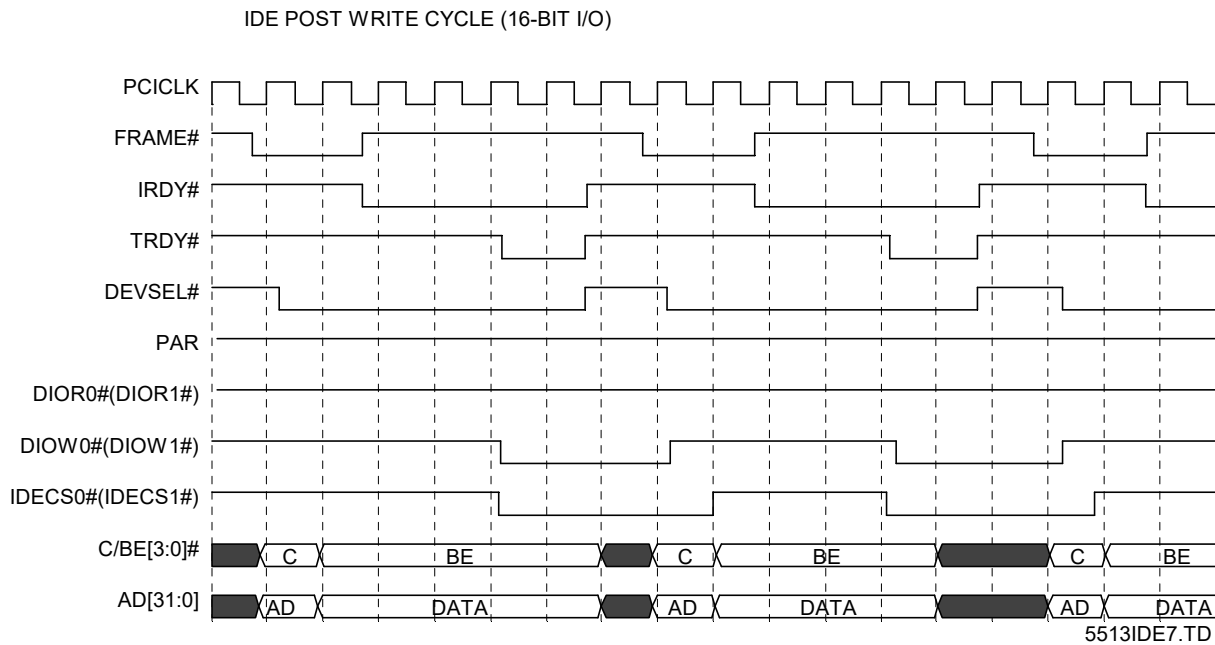 IDE POST WRITE CYCLE (16-BIT I/O)
PCICLK
FRAME#
IRDY#
TRDY#
DEVSEL#
PAR
DIOR0#(DIOR1#)
DIOW0#(DIOW1#)
IDECS0#(IDECS1#)
C/BE[3:0]# C BE C BE C BE
AD[31:0] AD DATA AD DATA AD DATA
5513IDE7.TD